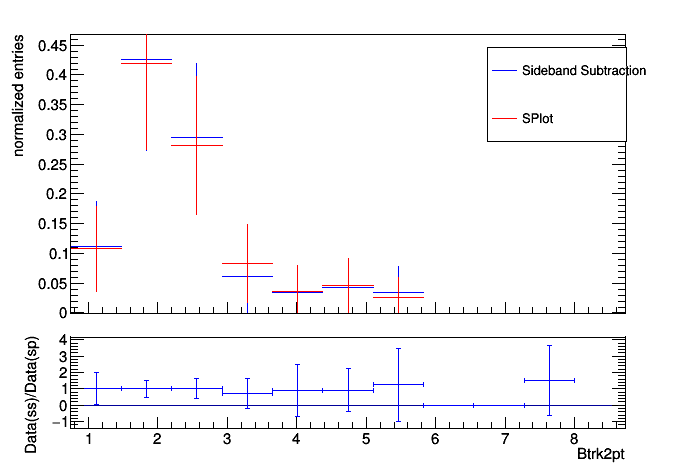 normalized entries
0.45
0.4
0.35
0.3
0.25
0.2
0.15
0.1
0.05
0
Sideband Subtraction
SPlot
Data(ss)/Data(sp)
4
3
2
1
0
−1
1 2 3 4 5 6 7 8
Btrk2pt